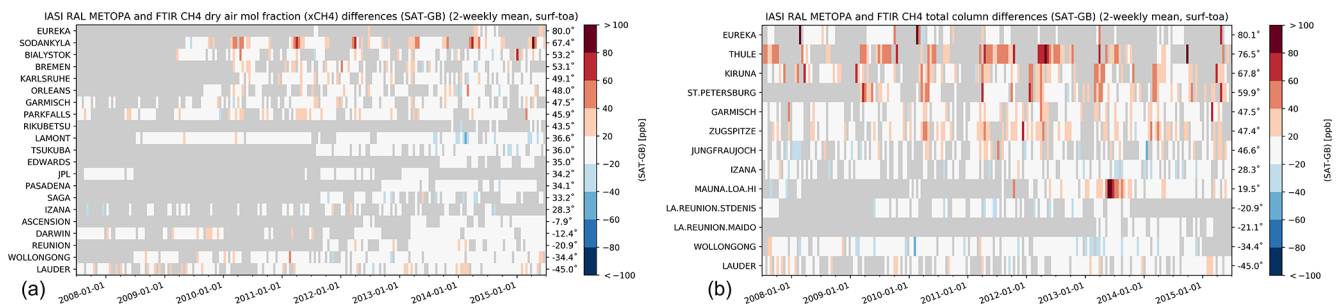 IASI RAL METOPA and FTIR CH4 dry air mol fraction (xCH4) differences (SAT-GB) (2-weekly mean, surf-toa)
EUREKA 80.0°
SODANKYLA 67.4°
BIALYSTOK 53.2°
BREMEN 53.1°
KARLSRUHE 49.1°
ORLEANS 48.0°
GARMISCH 47.5°
PARKFALLS 45.9°
RIKUBETSU 43.5°
LAMONT 36.6°
TSUKUBA 36.0°
EDWARDS 35.0°
JPL 34.2°
PASADENA 34.1°
SAGA 33.2°
IZANA 28.3°
ASCENSION -7.9°
DARWIN -12.4°
REUNION -20.9°
WOLLONGONG -34.4°
LAUDER -45.0°
2008-01-01 2009-01-01 2010-01-01 2011-01-01 2012-01-01 2013-01-01 2014-01-01 2015-01-01
> 100
80
60
40
20
−20
−40
−60
−80
< −100
(SAT-GB) [ppb]
(a)
IASI RAL METOPA and FTIR CH4 total column differences (SAT-GB) (2-weekly mean, surf-toa)
EUREKA 80.1°
THULE 76.5°
KIRUNA 67.8°
ST.PETERSBURG 59.9°
GARMISCH 47.5°
ZUGSPITZE 47.4°
JUNGFRAUJOCH 46.6°
IZANA 28.3°
MAUNA.LOA.HI 19.5°
LA.REUNION.STDENIS -20.9°
LA.REUNION.MAIDO -21.1°
WOLLONGONG -34.4°
LAUDER -45.0°
2008-01-01 2009-01-01 2010-01-01 2011-01-01 2012-01-01 2013-01-01 2014-01-01 2015-01-01
> 100
80
60
40
20
−20
−40
−60
−80
< −100
(SAT-GB) [ppb]
(b)